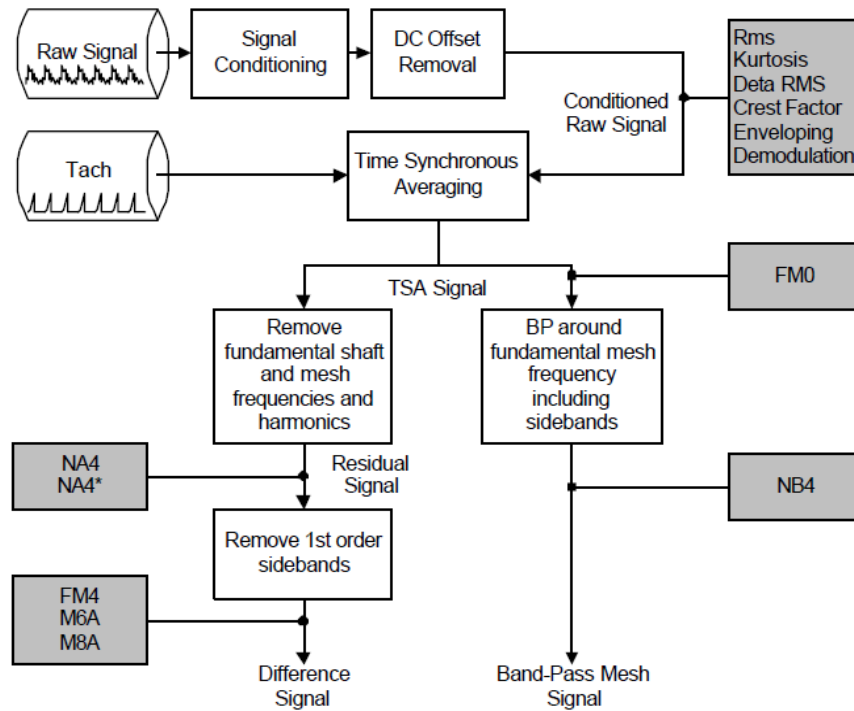 Raw Signal
Signal
Conditioning
DC Offset
Removal
Rms
Kurtosis
Deta RMS
Crest Factor
Enveloping
Demodulation
Conditioned
Raw Signal
Tach
Time Synchronous
Averaging
TSA Signal
FM0
Remove
fundamental shaft
and mesh
frequencies and
harmonics
BP around
fundamental mesh
frequency
including
sidebands
NA4
NA4*
Residual
Signal
NB4
Remove 1st order
sidebands
FM4
M6A
M8A
Difference
Signal
Band-Pass Mesh
Signal